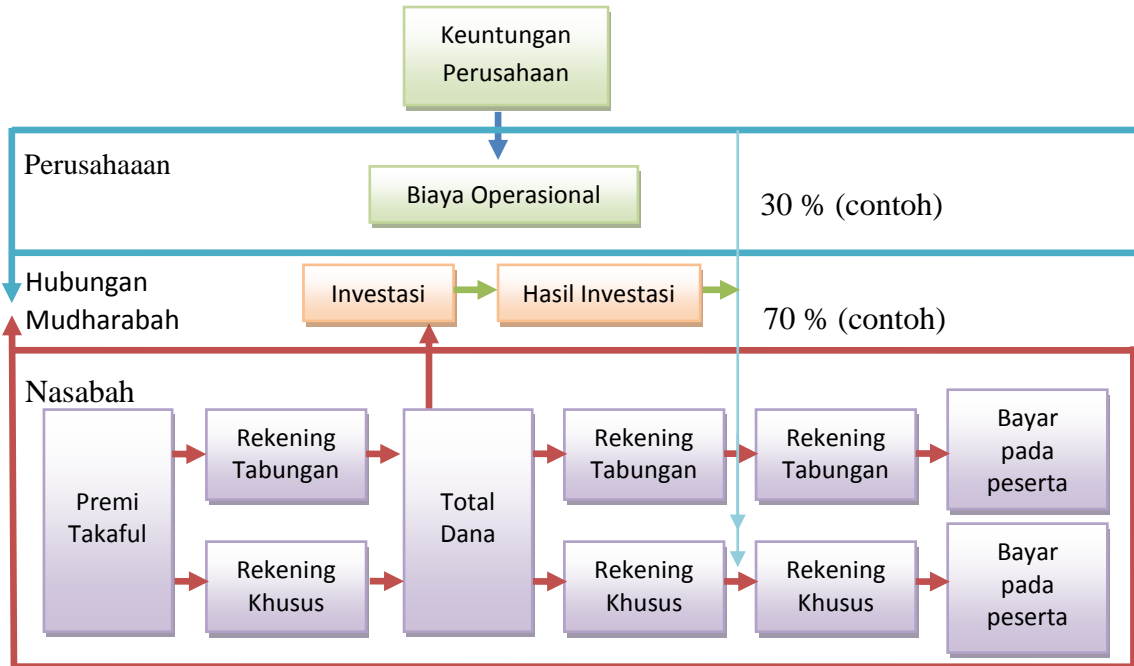 Keuntungan
Perusahaan
Perusahaaan
Biaya Operasional
30 % (contoh)
Hubungan
Mudharabah
Investasi
Hasil Investasi
70 % (contoh)
Nasabah
Premi
Takaful
Rekening
Tabungan
Rekening
Khusus
Total
Dana
Rekening
Tabungan
Rekening
Khusus
Rekening
Tabungan
Rekening
Khusus
Bayar
pada
peserta
Bayar
pada
peserta